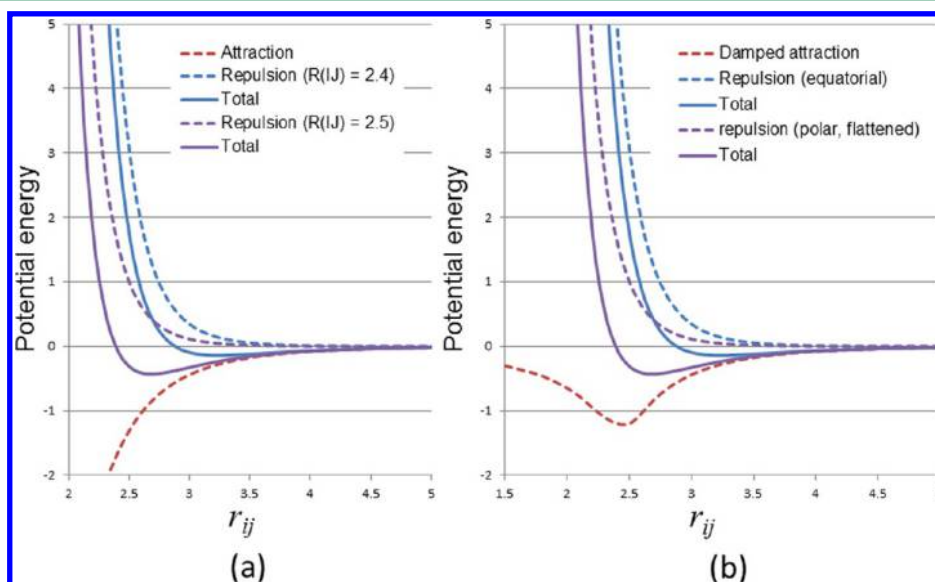 5
4
3
2
1
0
-1
-2
Potential energy
Attraction
Repulsion (R(IJ) = 2.4)
Total
Repulsion (R(IJ) = 2.5)
Total
2 2.5 3 3.5 4 4.5 5
r_ij
(a)
5
4
3
2
1
0
-1
-2
Potential energy
Damped attraction
Repulsion (equatorial)
Total
repulsion (polar, flattened)
Total
1.5 2 2.5 3 3.5 4 4.5
r_ij
(b)